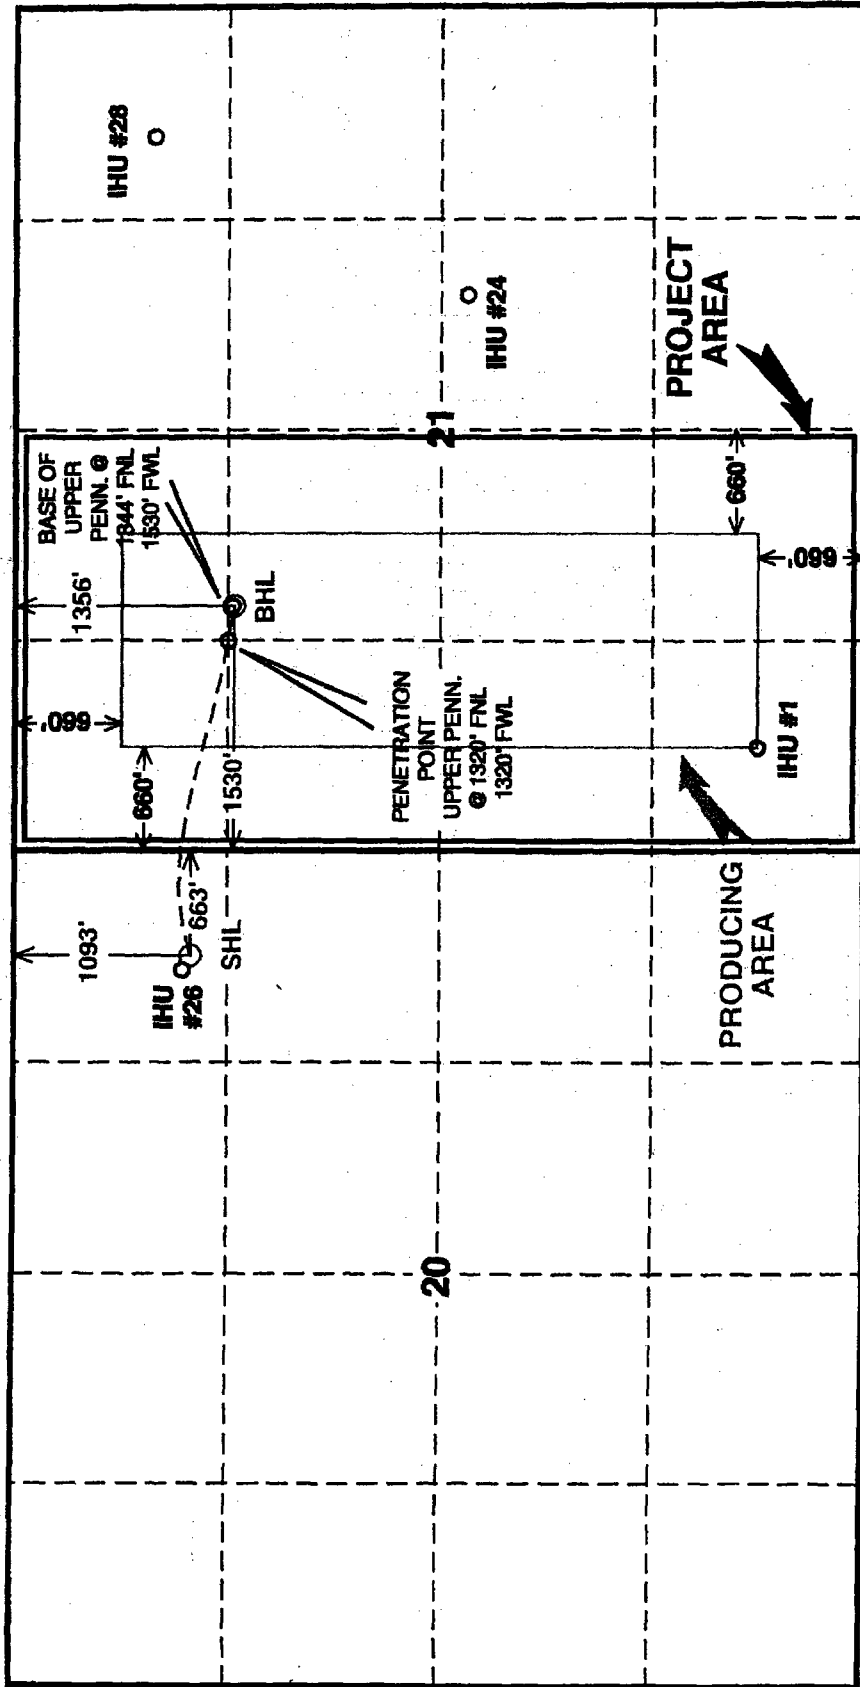 IHU #28
IHU #24
PROJECT
AREA
21
BASE OF
UPPER
PENN. @
1344' FNL
1530' FWL
660'
660'
1356'
BHL
660'
660'
1530'
PENETRATION
POINT
UPPER PENN.
@ 1320' FNL
1320' FWL
IHU #1
PRODUCING
AREA
1093'
663'
SHL
IHU
#26
20